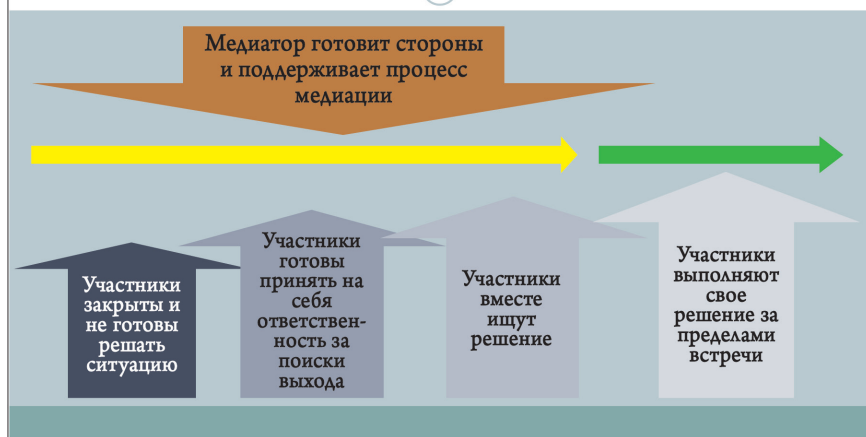 Медиатор готовит стороны
и поддерживает процесс
медиации
Участники
закрыты и
не готовы
решать
ситуацию
Участники
готовы
принять на
себя
ответствен-
ность за
поиски
выхода
Участники
вместе
ищут
решение
Участники
выполняют
свое
решение за
пределами
встречи